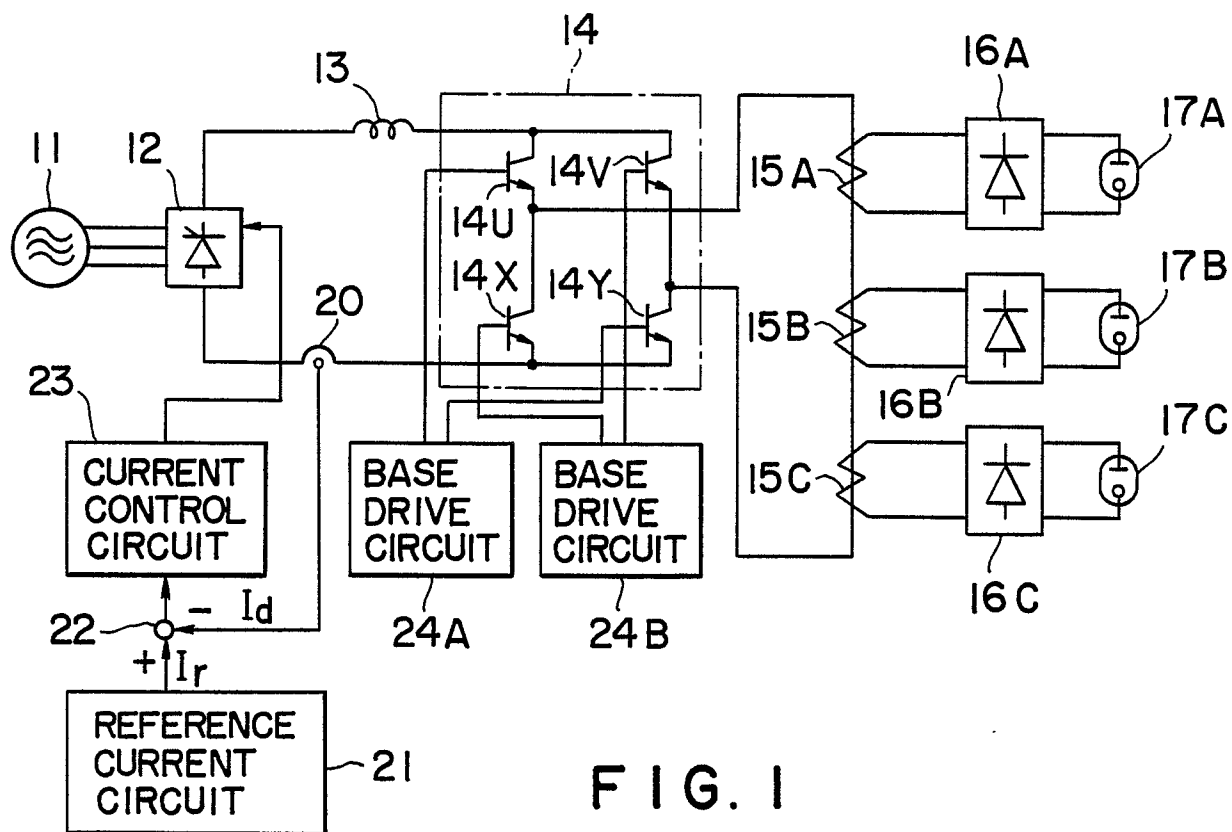 14
16A
13
17A
11
12
14V
15A
14U
14X
14Y
17B
20
15B
23
16B
17C
CURRENT
CONTROL
CIRCUIT
BASE
DRIVE
CIRCUIT
BASE
DRIVE
CIRCUIT
15C
16C
- Id
22
24A
24B
+ Ir
REFERENCE
CURRENT
CIRCUIT
21
FIG. 1